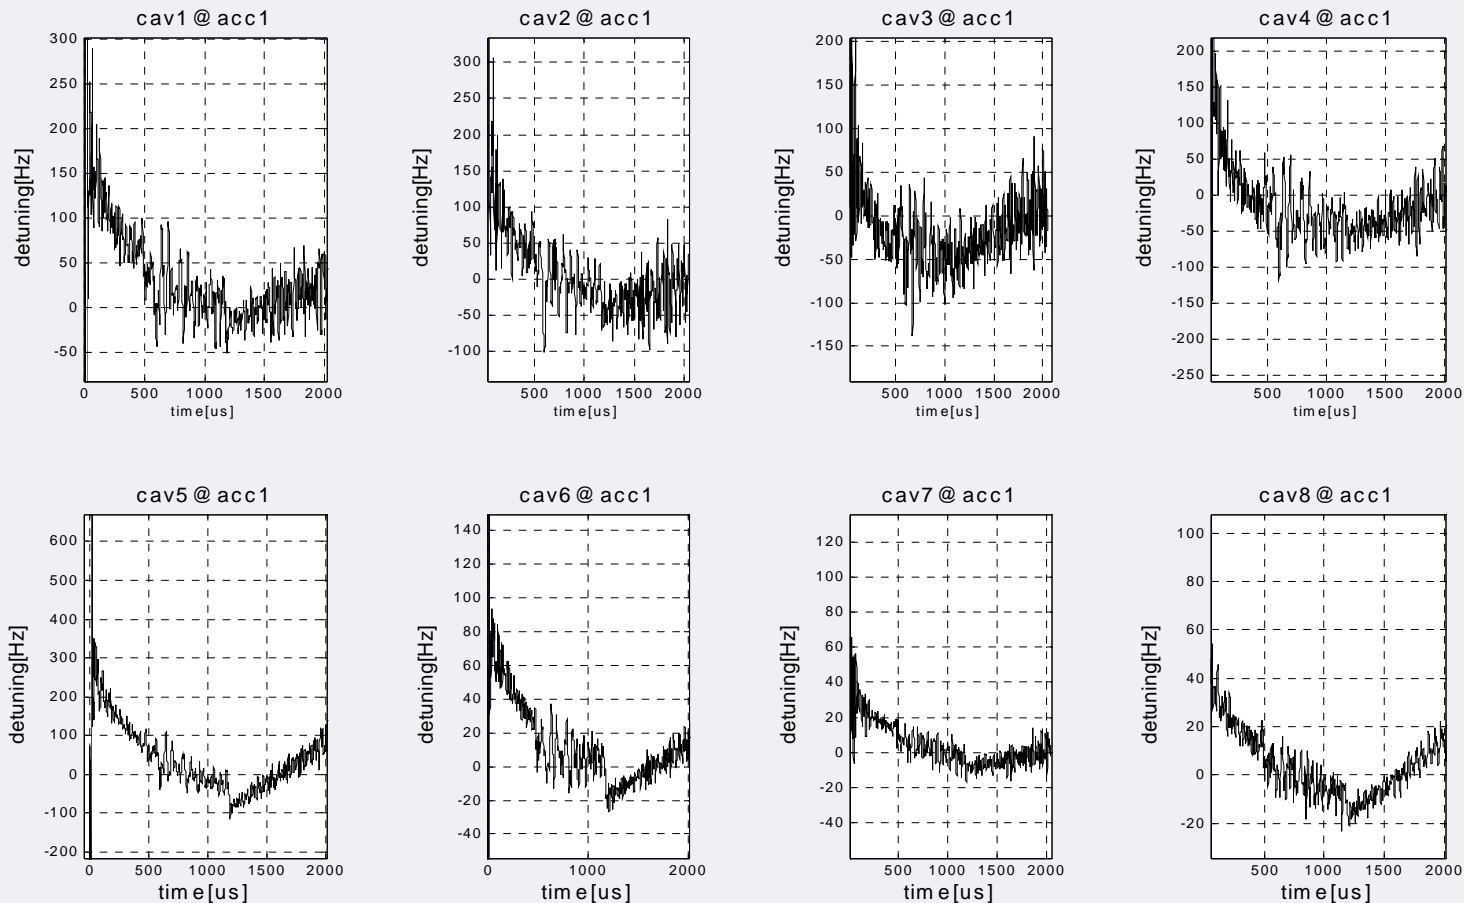 cav1@acc1
detuning[Hz]
300
250
200
150
100
50
0
-50
0 500 1000 1500 2000
time[us]
cav2@acc1
detuning[Hz]
300
250
200
150
100
50
0
-50
-100
500 1000 1500 2000
time[us]
cav3@acc1
detuning[Hz]
200
150
100
50
0
-50
-100
-150
500 1000 1500 2000
time[us]
cav4@acc1
detuning[Hz]
200
150
100
50
0
-50
-100
-150
-200
-250
500 1000 1500 2000
time[us]
cav5@acc1
detuning[Hz]
600
500
400
300
200
100
0
-100
-200
0 500 1000 1500 2000
time[us]
cav6@acc1
detuning[Hz]
140
120
100
80
60
40
20
0
-20
-40
0 1000 2000
time[us]
cav7@acc1
detuning[Hz]
120
100
80
60
40
20
0
-20
-40
500 1000 1500 2000
time[us]
cav8@acc1
detuning[Hz]
100
80
60
40
20
0
-20
500 1000 1500 2000
time[us]